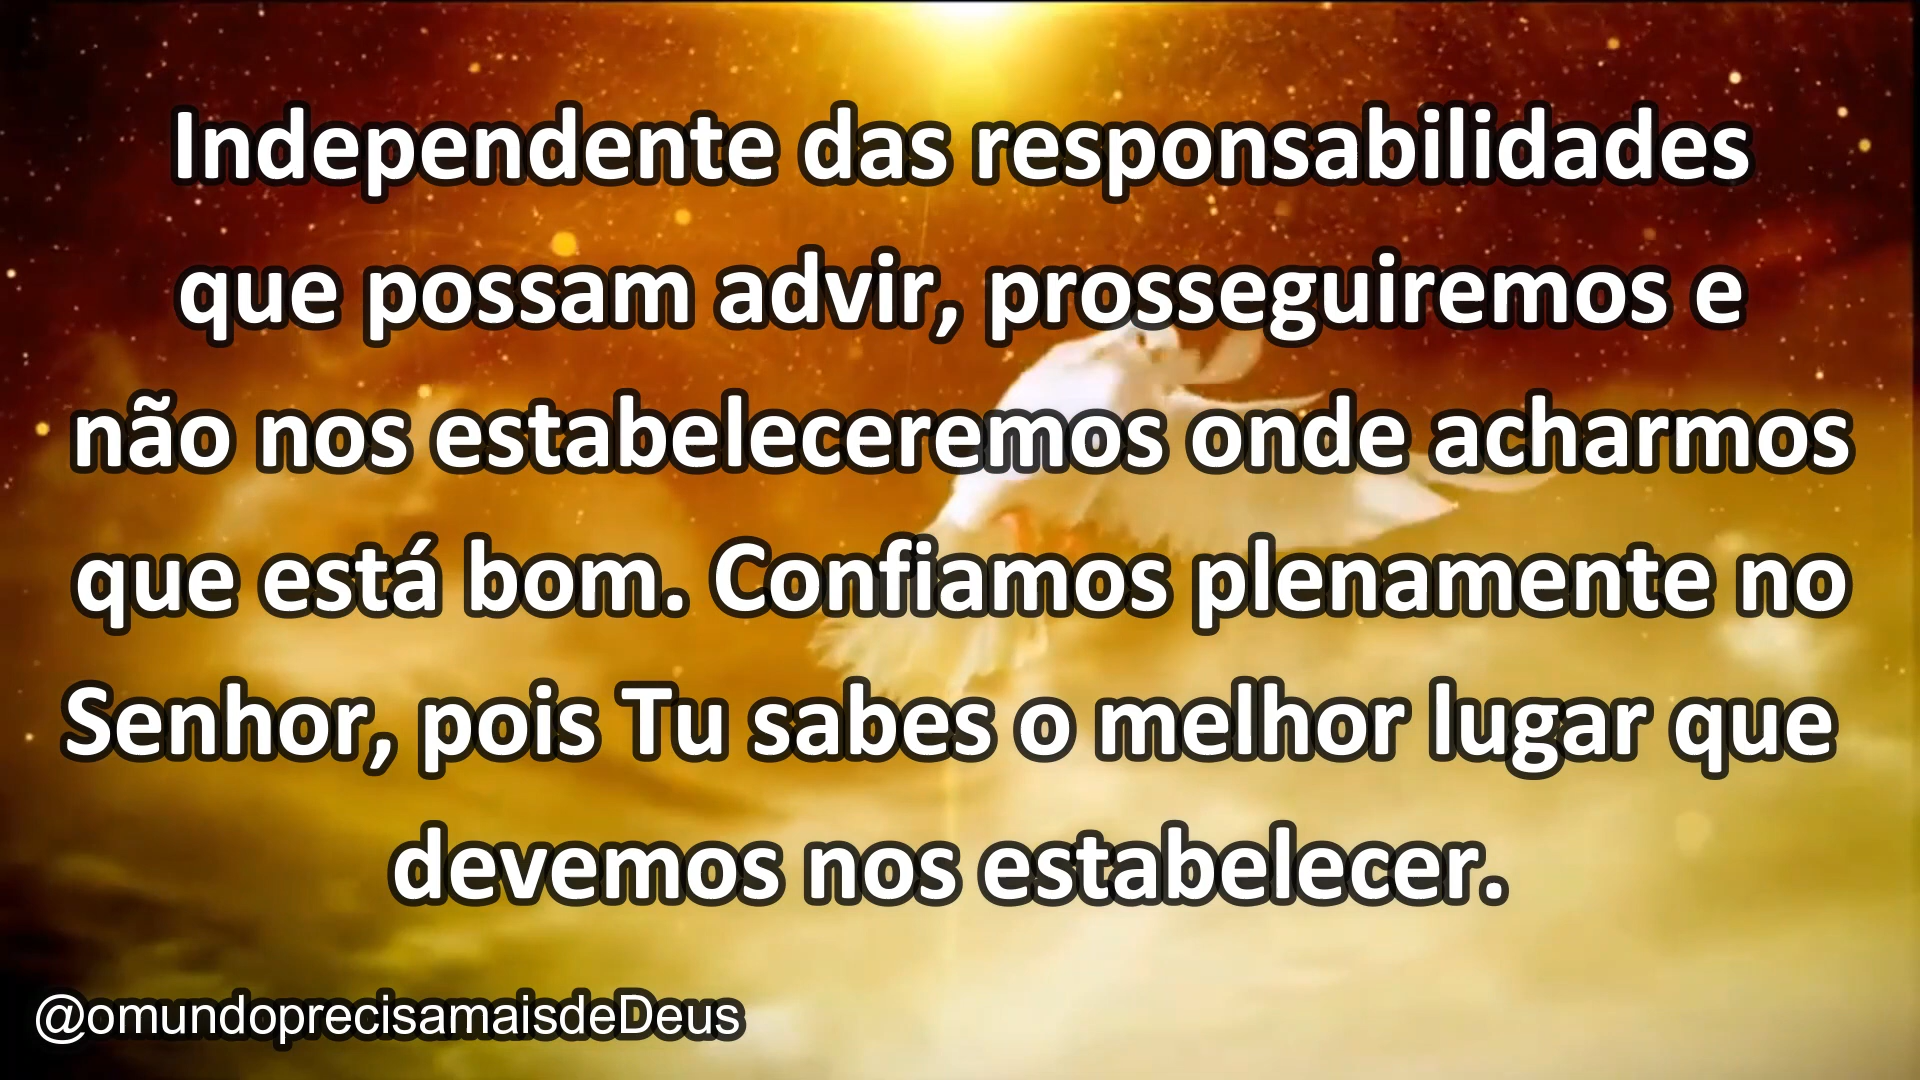 Independente das responsabilidades
que possam advir, prosseguiremos e
não nos estabeleceremos onde acharmos
que está bom. Confiamos plenamente no
Senhor, pois Tu sabes o melhor lugar que
devemos nos estabelecer.
@omundoprecisamaisdeDeus